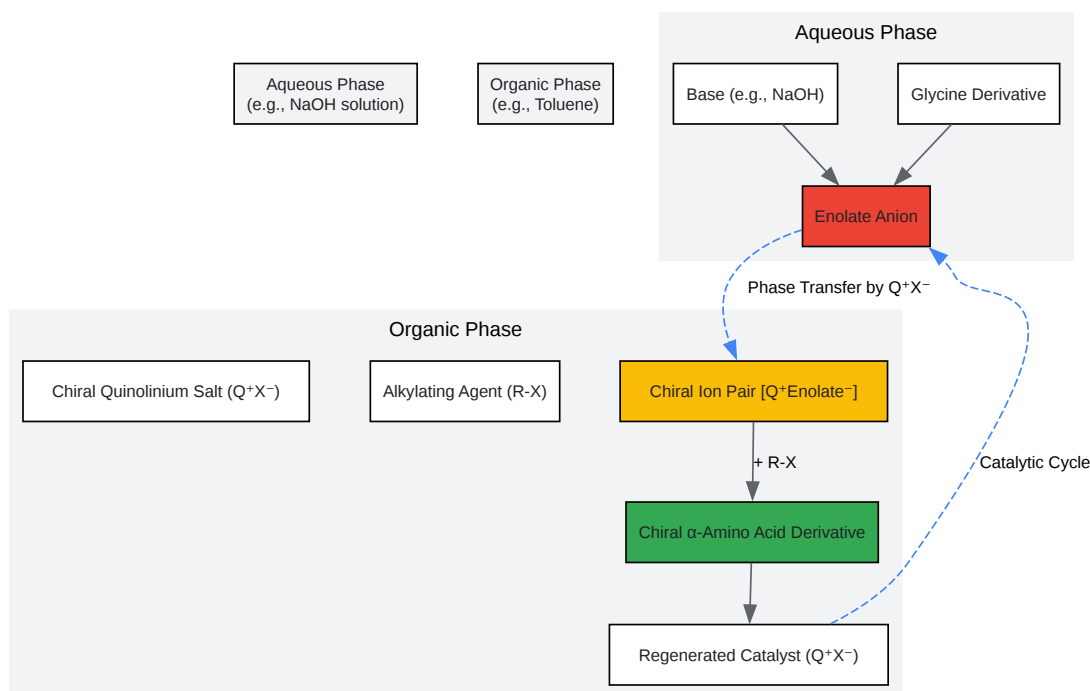 Aqueous Phase
Aqueous Phase
(e.g., NaOH solution)
Organic Phase
(e.g., Toluene)
Base (e.g., NaOH)
Glycine Derivative
Enolate Anion
Phase Transfer by Q⁺X⁻
Organic Phase
Chiral Quinolinium Salt (Q⁺X⁻)
Alkylating Agent (R-X)
Chiral Ion Pair [Q⁺Enolate⁻]
+ R-X
Catalytic Cycle
Chiral α-Amino Acid Derivative
Regenerated Catalyst (Q⁺X⁻)